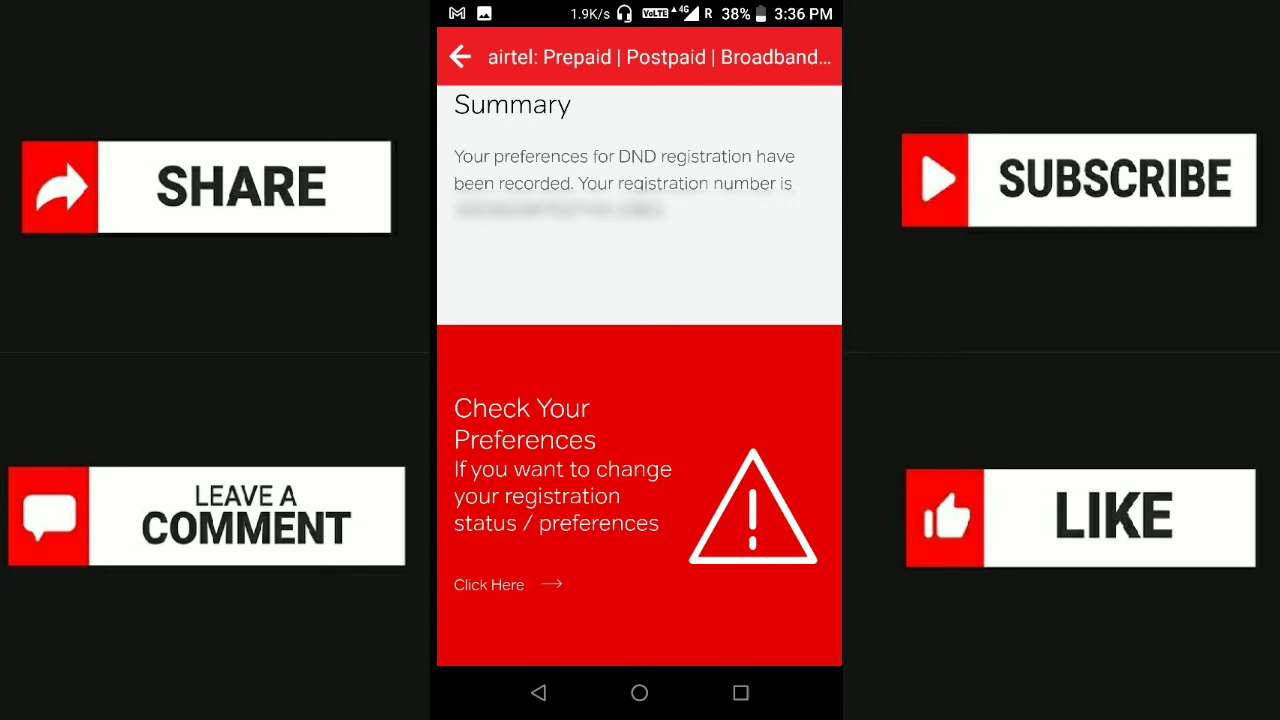 1.9K/s VoLTE 4G R 38% 3:36 PM
airtel: Prepaid | Postpaid | Broadband...
Summary
Your preferences for DND registration have
been recorded. Your registration number is
Check Your
Preferences
If you want to change
your registration
status / preferences
Click Here
SHARE
SUBSCRIBE
LEAVE A
COMMENT
LIKE